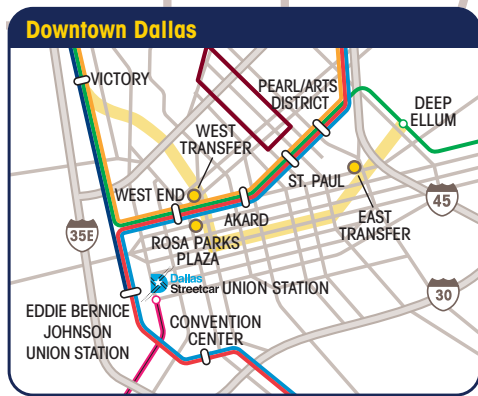 Downtown Dallas
VICTORY
PEARL/ARTS
DISTRICT
DEEP
ELLUM
WEST
TRANSFER
WEST END
ST. PAUL
AKARD
EAST
TRANSFER
45
35E
ROSA PARKS
PLAZA
Dallas
Streetcar UNION STATION
30
EDDIE BERNICE
JOHNSON
UNION STATION
CONVENTION
CENTER